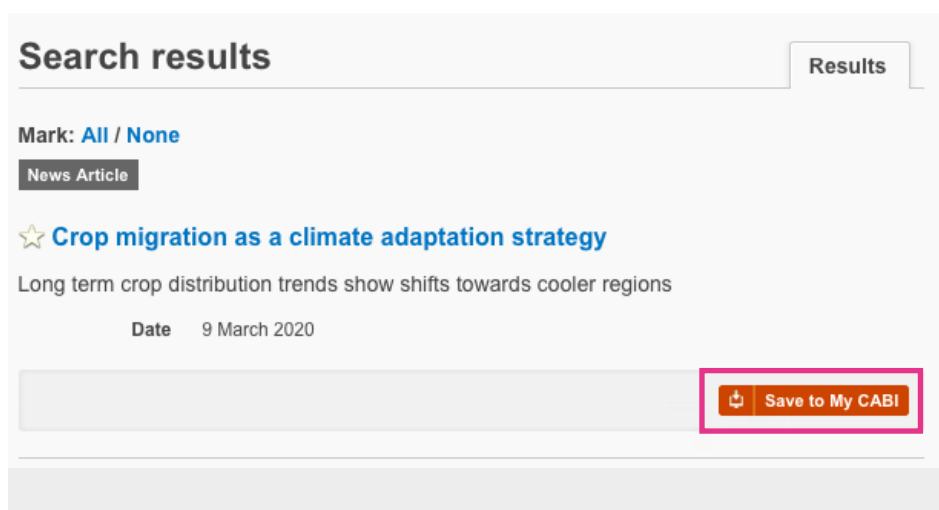 Search results
Results
Mark: All / None
News Article
Crop migration as a climate adaptation strategy
Long term crop distribution trends show shifts towards cooler regions
Date 9 March 2020
Save to My CABI